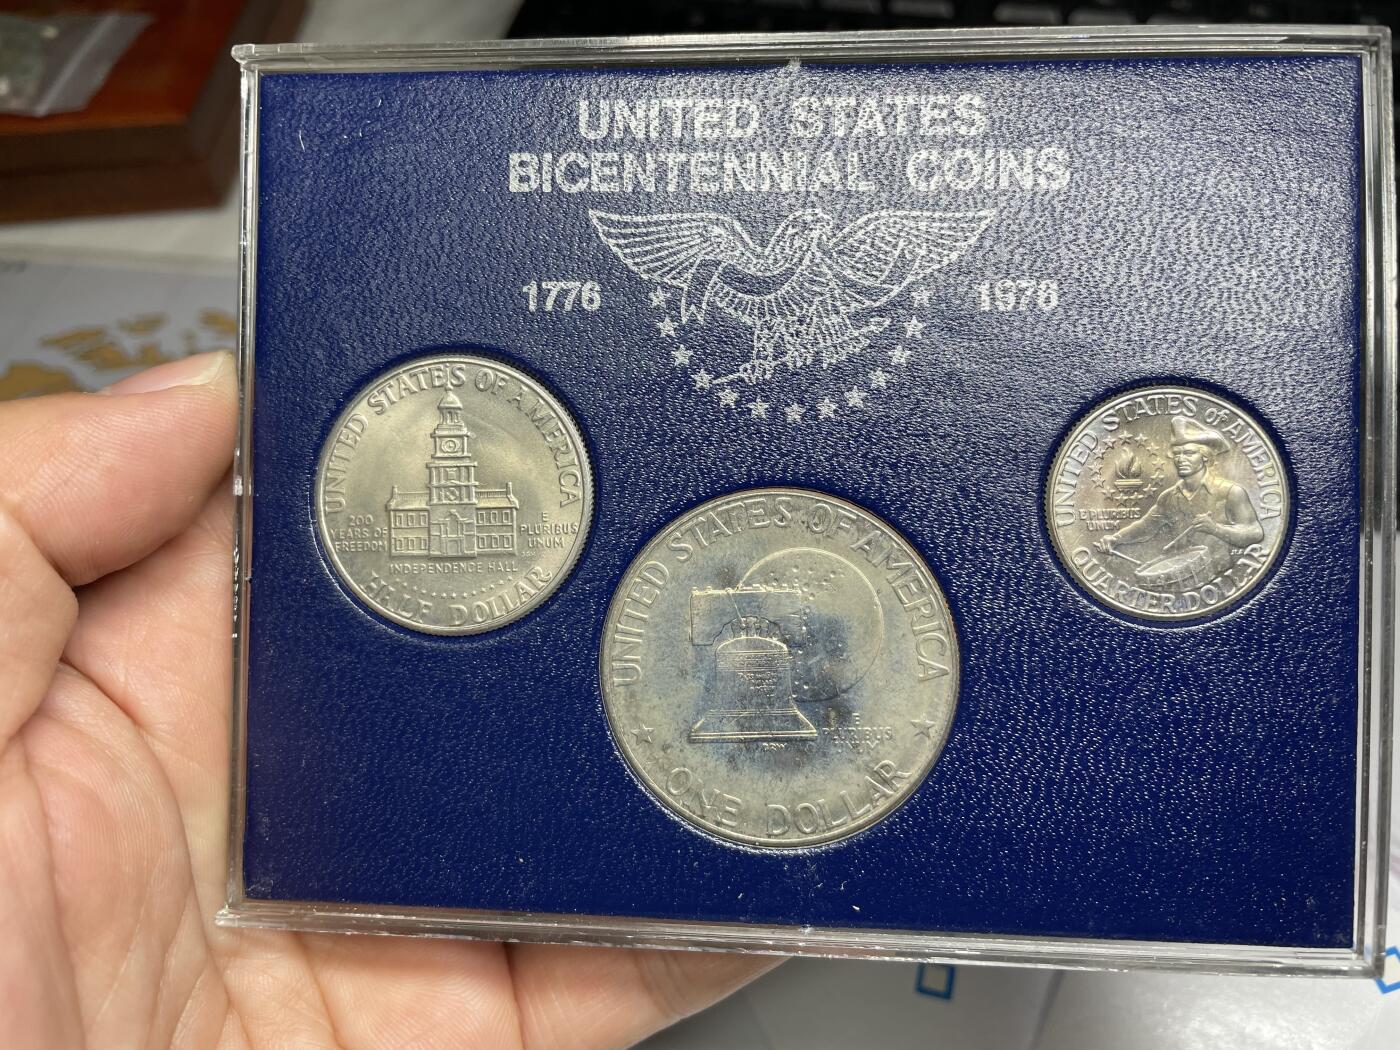 UNITED STATES
BICENTENNIAL COINS
1776
1976
UNITED STATES OF AMERICA
200
YEARS OF
FREEDOM
E
PLURIBUS
UNUM
INDEPENDENCE HALL
HALF DOLLAR
UNITED STATES OF AMERICA
E
PLURIBUS
UNUM
ONE DOLLAR
UNITED STATES of AMERICA
E PLURIBUS
UNUM
QUARTER DOLLAR